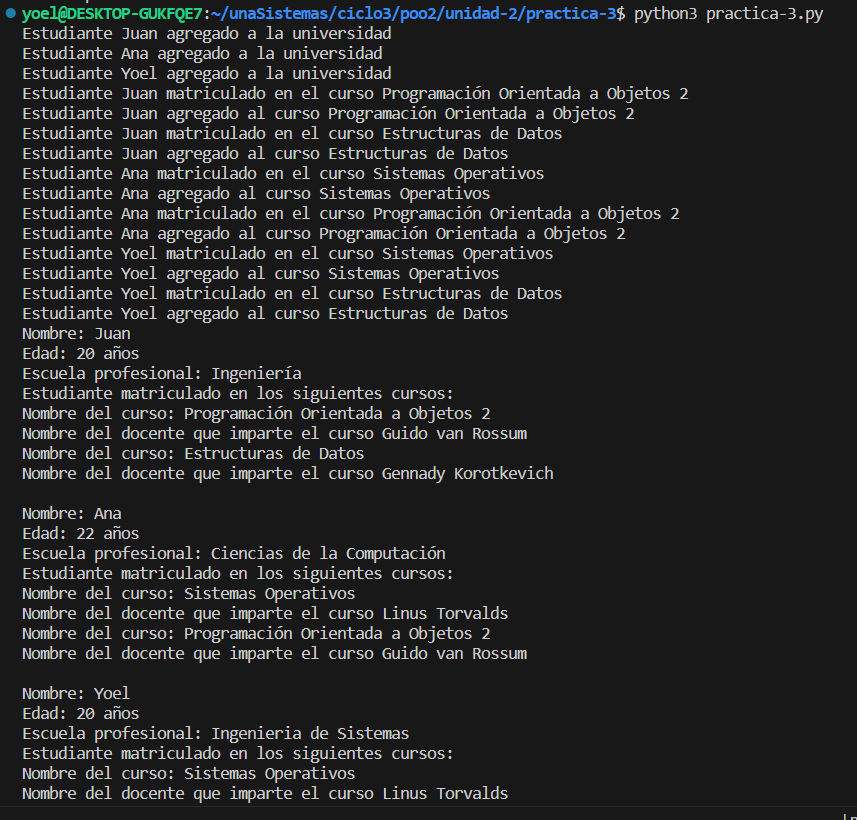 yoel@DESKTOP-GUKFQE7:~/unaSistemas/ciclo3/poo2/unidad-2/practica-3$ python3 practica-3.py
Estudiante Juan agregado a la universidad
Estudiante Ana agregado a la universidad
Estudiante Yoel agregado a la universidad
Estudiante Juan matriculado en el curso Programación Orientada a Objetos 2
Estudiante Juan agregado al curso Programación Orientada a Objetos 2
Estudiante Juan matriculado en el curso Estructuras de Datos
Estudiante Juan agregado al curso Estructuras de Datos
Estudiante Ana matriculado en el curso Sistemas Operativos
Estudiante Ana agregado al curso Sistemas Operativos
Estudiante Ana matriculado en el curso Programación Orientada a Objetos 2
Estudiante Ana agregado al curso Programación Orientada a Objetos 2
Estudiante Yoel matriculado en el curso Sistemas Operativos
Estudiante Yoel agregado al curso Sistemas Operativos
Estudiante Yoel matriculado en el curso Estructuras de Datos
Estudiante Yoel agregado al curso Estructuras de Datos
Nombre: Juan
Edad: 20 años
Escuela profesional: Ingeniería
Estudiante matriculado en los siguientes cursos:
Nombre del curso: Programación Orientada a Objetos 2
Nombre del docente que imparte el curso Guido van Rossum
Nombre del curso: Estructuras de Datos
Nombre del docente que imparte el curso Gennady Korotkevich

Nombre: Ana
Edad: 22 años
Escuela profesional: Ciencias de la Computación
Estudiante matriculado en los siguientes cursos:
Nombre del curso: Sistemas Operativos
Nombre del docente que imparte el curso Linus Torvalds
Nombre del curso: Programación Orientada a Objetos 2
Nombre del docente que imparte el curso Guido van Rossum

Nombre: Yoel
Edad: 20 años
Escuela profesional: Ingenieria de Sistemas
Estudiante matriculado en los siguientes cursos:
Nombre del curso: Sistemas Operativos
Nombre del docente que imparte el curso Linus Torvalds